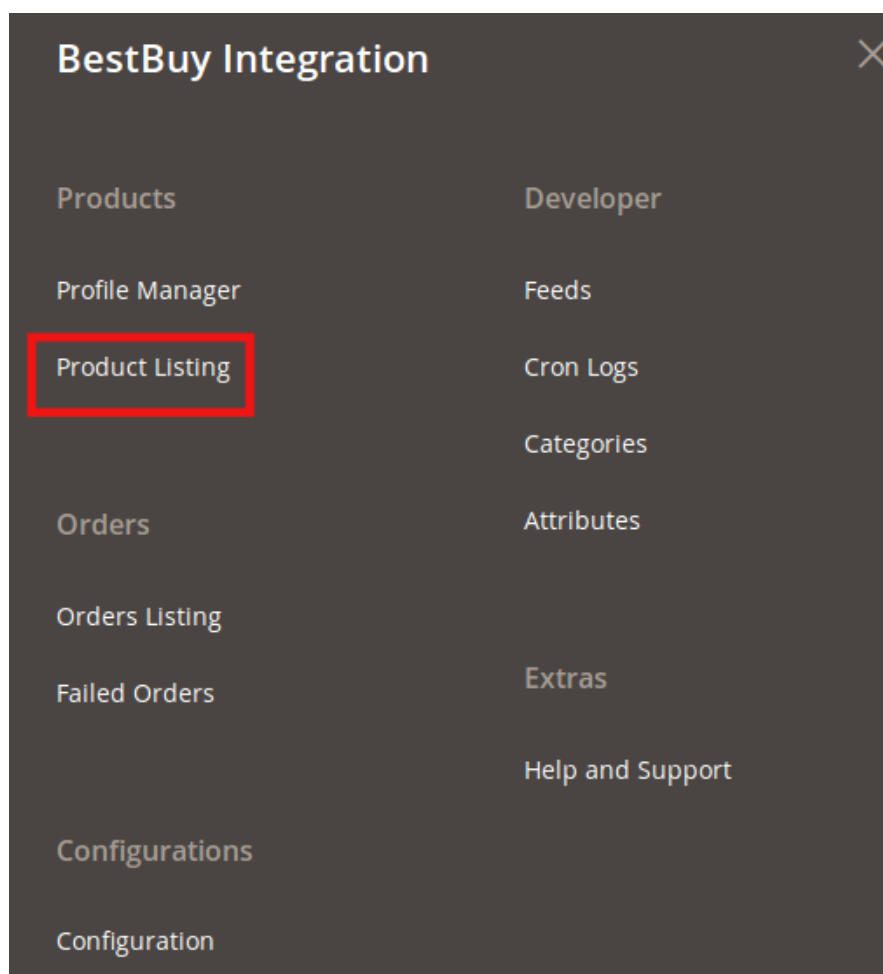 BestBuy Integration
Products
Profile Manager
Product Listing
Orders
Orders Listing
Failed Orders
Configurations
Configuration
Developer
Feeds
Cron Logs
Categories
Attributes
Extras
Help and Support